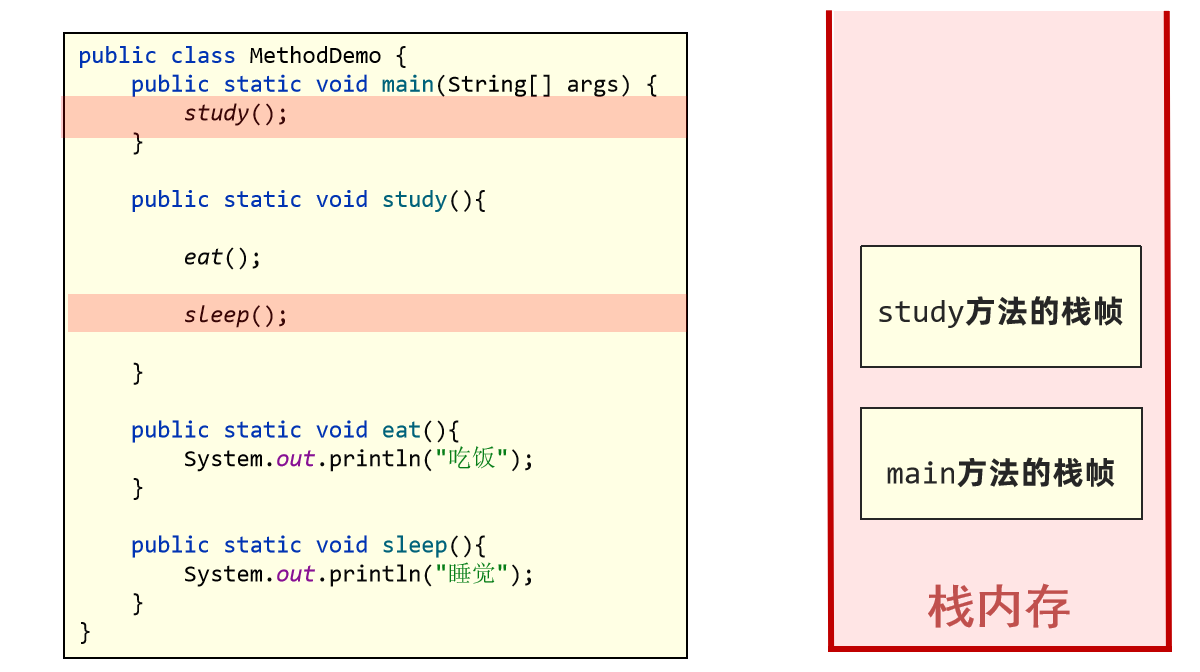 public class MethodDemo {
public static void main(String[] args) {
study();
}
public static void study(){
eat();
sleep();
}
public static void eat(){
System.out.println("吃饭");
}
public static void sleep(){
System.out.println("睡觉");
}
}
study方法的栈帧
main方法的栈帧
栈内存